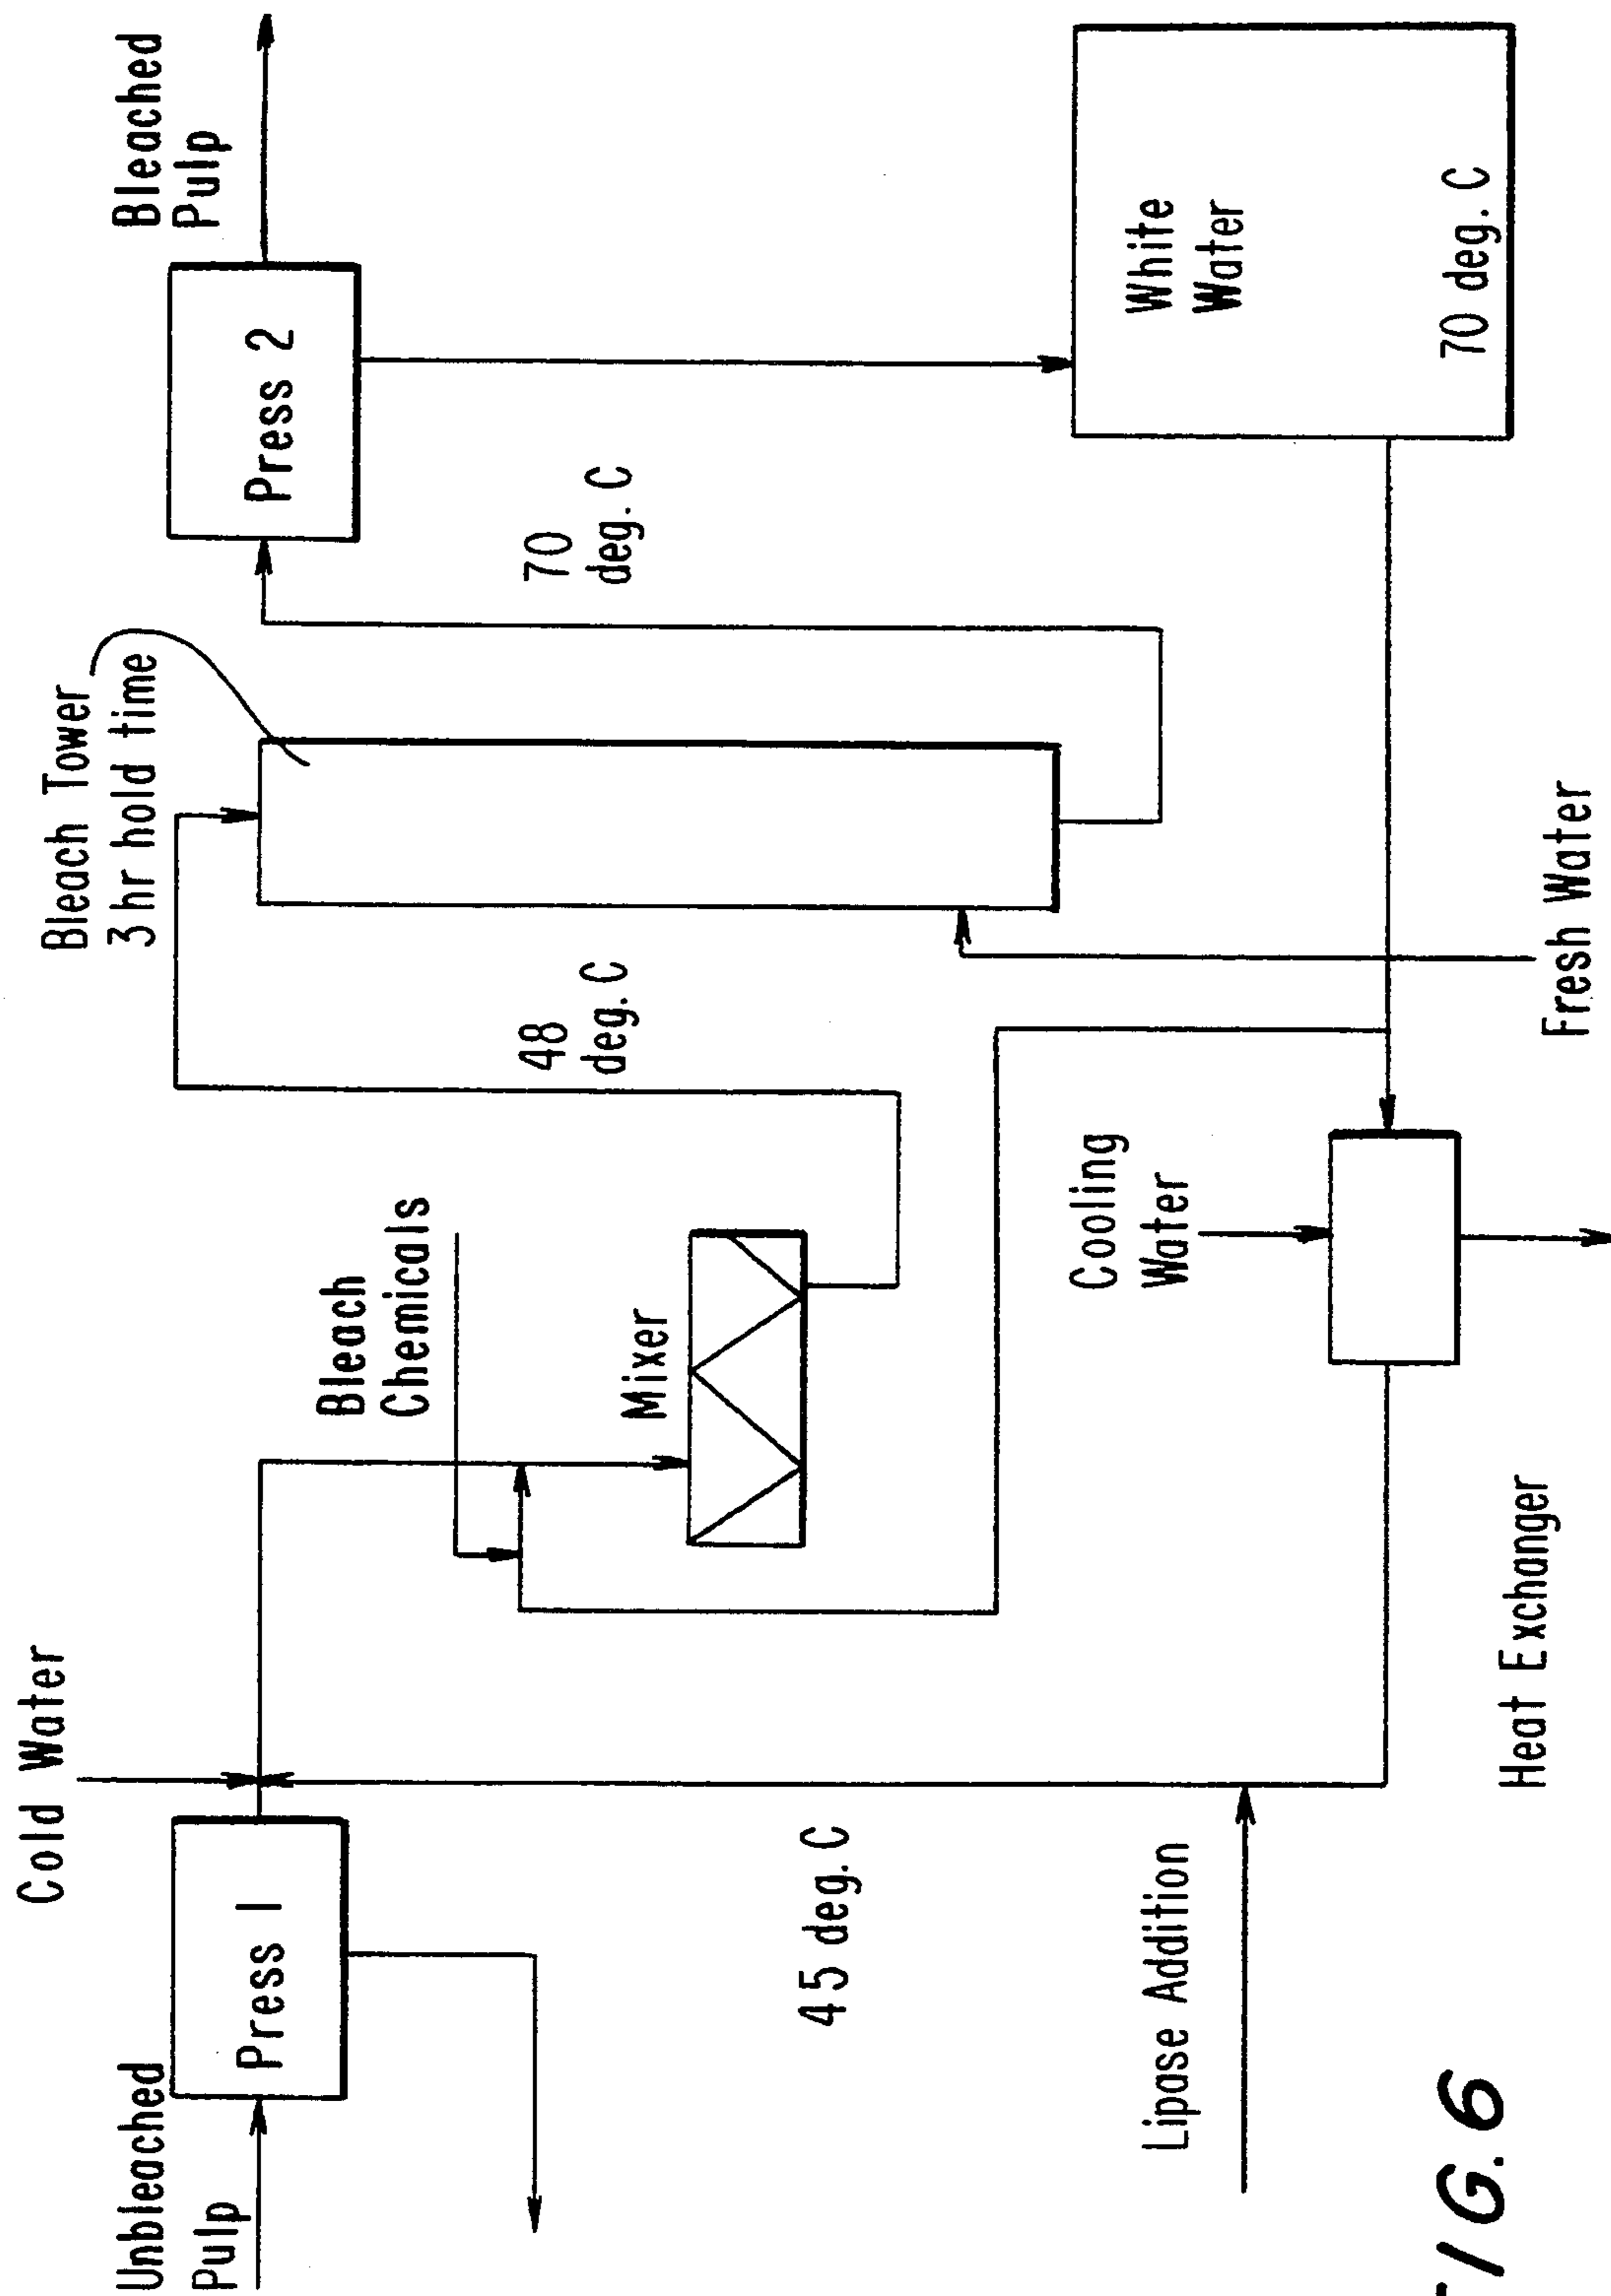 Unbleached
Pulp
Press 1
Cold Water
45 deg. C
Lipase Addition
Bleach
Chemicals
Mixer
48
deg. C
Bleach Tower
3 hr hold time
70
deg. C
Press 2
Bleached
Pulp
White
Water
70 deg. C
Cooling
Water
Heat Exchanger
Fresh Water
FIG. 6